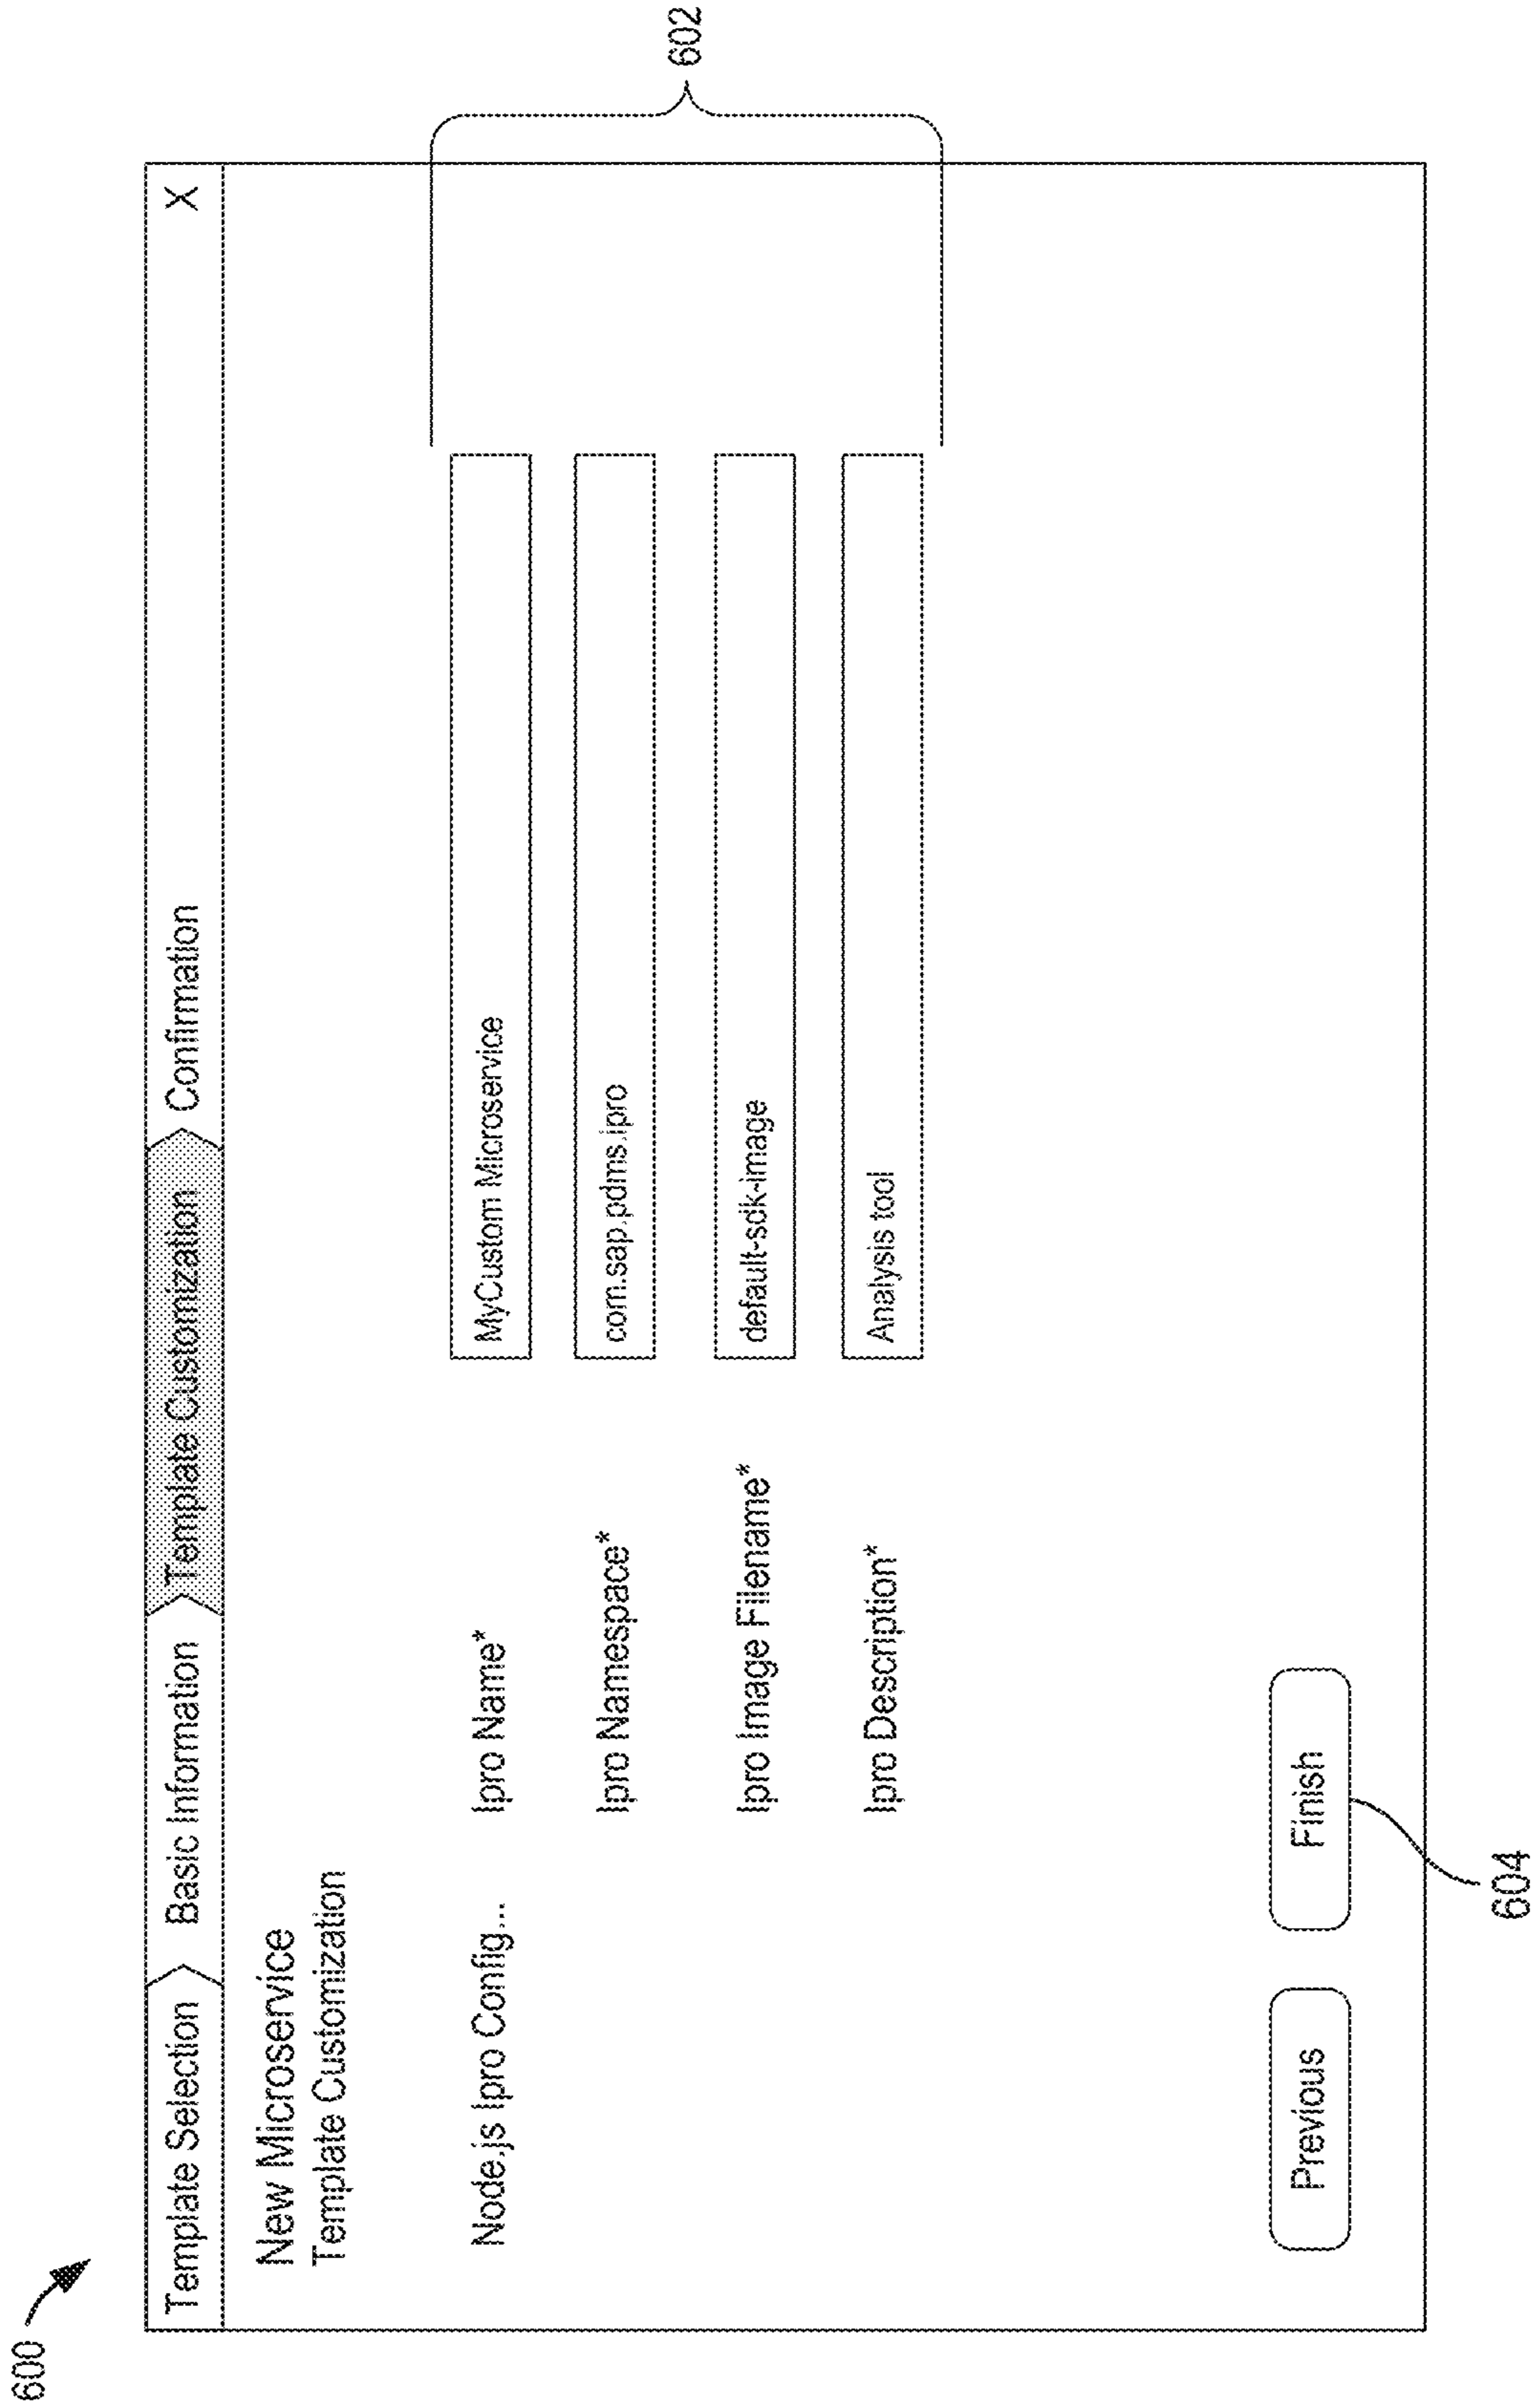 600
Template Selection Basic Information Template Customization Confirmation X
New Microservice
Template Customization
Node.js Ipro Config... Ipro Name* MyCustom Microservice
Ipro Namespace* com.sap.pdms.ipro
Ipro Image Filename* default-sdk-image
Ipro Description* Analysis tool
602
Previous Finish
604